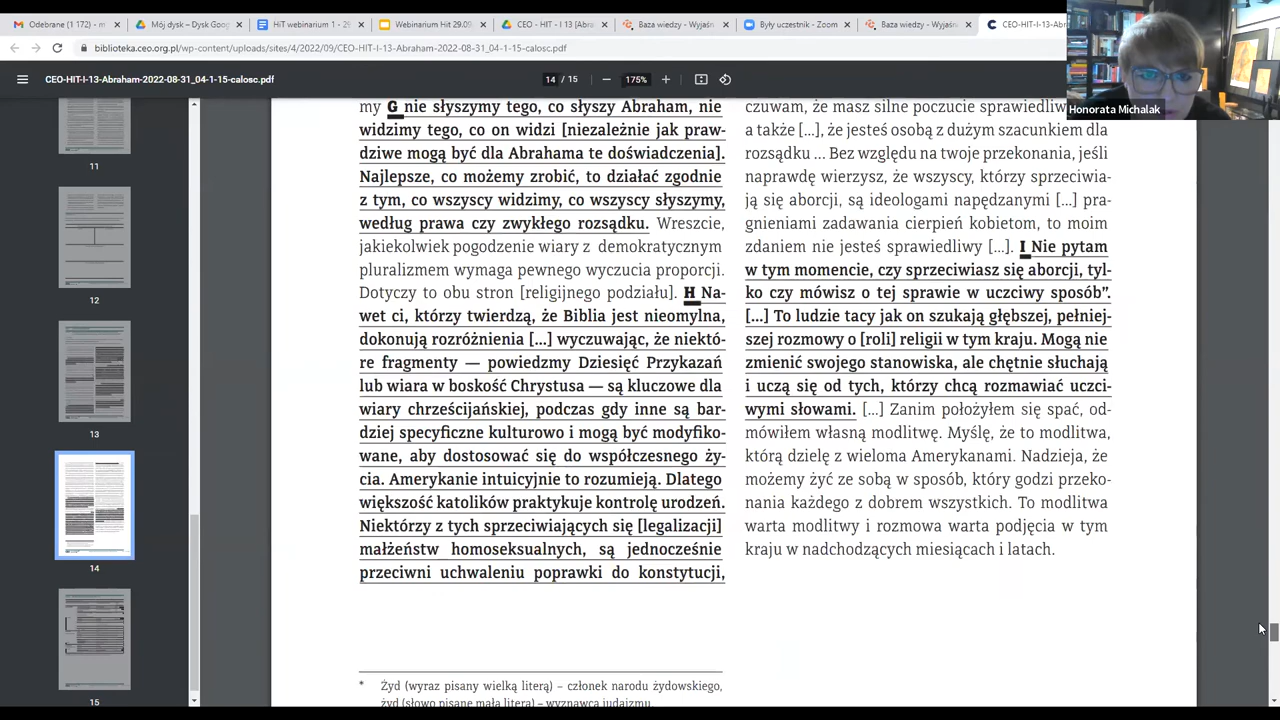 Odebrane (1 172) – m
Mój dysk – Dysk Goog
HiT webinarium 1 - 29
Webinarium Hit 29.09
CEO - HIT - I 13 (Abra
Baza wiedzy - Wyjaśn
Były uczestnik - Zoom
Baza wiedzy - Wyjaśn
CEO-HIT-I-13-Abrah
biblioteka.ceo.org.pl/wp-content/uploads/sites/4/2022/09/CEO-HIT-I-13-Abraham-2022-08-31_04-1-15-calosc.pdf
CEO-HIT-I-13-Abraham-2022-08-31_04-1-15-calosc.pdf
14 / 15
175%
Honorata Michalak
11
12
13
14
15
my G nie słyszymy tego, co słyszy Abraham, nie
widzimy tego, co on widzi [niezależnie jak praw-
dziwe mogą być dla Abrahama te doświadczenia].
Najlepsze, co możemy zrobić, to działać zgodnie
z tym, co wszyscy widzimy, co wszyscy słyszymy,
według prawa czy zwykłego rozsądku. Wreszcie,
jakiekolwiek pogodzenie wiary z demokratycznym
pluralizmem wymaga pewnego wyczucia proporcji.
Dotyczy to obu stron [religijnego podziału]. H Na-
wet ci, którzy twierdzą, że Biblia jest nieomylna,
dokonują rozróżnienia [...] wyczuwając, że niektó-
re fragmenty — powiedzmy Dziesięć Przykazań
lub wiara w boskość Chrystusa — są kluczowe dla
wiary chrześcijańskiej, podczas gdy inne są bar-
dziej specyficzne kulturowo i mogą być modyfiko-
wane, aby dostosować się do współczesnego ży-
cia. Amerykanie intuicyjnie to rozumieją. Dlatego
większość katolików praktykuje kontrolę urodzeń.
Niektórzy z tych sprzeciwiających się [legalizacji]
małżeństw homoseksualnych, są jednocześnie
przeciwni uchwaleniu poprawki do konstytucji,
* Żyd (wyraz pisany wielką literą) – członek narodu żydowskiego,
żyd (słowo pisane małą literą) – wyznawca judaizmu.
czuwam, że masz silne poczucie sprawiedliw
a także [...], że jesteś osobą z dużym szacunkiem dla
rozsądku ... Bez względu na twoje przekonania, jeśli
naprawdę wierzysz, że wszyscy, którzy sprzeciwia-
ją się aborcji, są ideologami napędzanymi [...] pra-
gnieniami zadawania cierpień kobietom, to moim
zdaniem nie jesteś sprawiedliwy [...]. I Nie pytam
w tym momencie, czy sprzeciwiasz się aborcji, tyl-
ko czy mówisz o tej sprawie w uczciwy sposób”.
[...] To ludzie tacy jak on szukają głębszej, pełniej-
szej rozmowy o [roli] religii w tym kraju. Mogą nie
zmienić swojego stanowiska, ale chętnie słuchają
i uczą się od tych, którzy chcą rozmawiać uczci-
wymi słowami. [...] Zanim położyłem się spać, od-
mówiłem własną modlitwę. Myślę, że to modlitwa,
którą dzielę z wieloma Amerykanami. Nadzieja, że
możemy żyć ze sobą w sposób, który godzi przeko-
nania każdego z dobrem wszystkich. To modlitwa
warta modlitwy i rozmowa warta podjęcia w tym
kraju w nadchodzących miesiącach i latach.